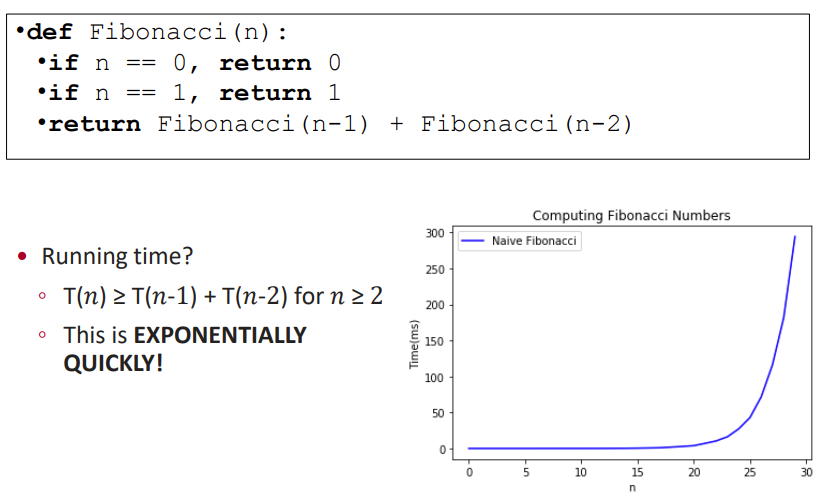 •def Fibonacci(n):
•if n == 0, return 0
•if n == 1, return 1
•return Fibonacci(n-1) + Fibonacci(n-2)
• Running time?
○ T(n) ≥ T(n-1) + T(n-2) for n ≥ 2
○ This is EXPONENTIALLY
QUICKLY!
Computing Fibonacci Numbers
Naive Fibonacci
300
250
200
150
100
50
0
Time(ms)
0 5 10 15 20 25 30
n